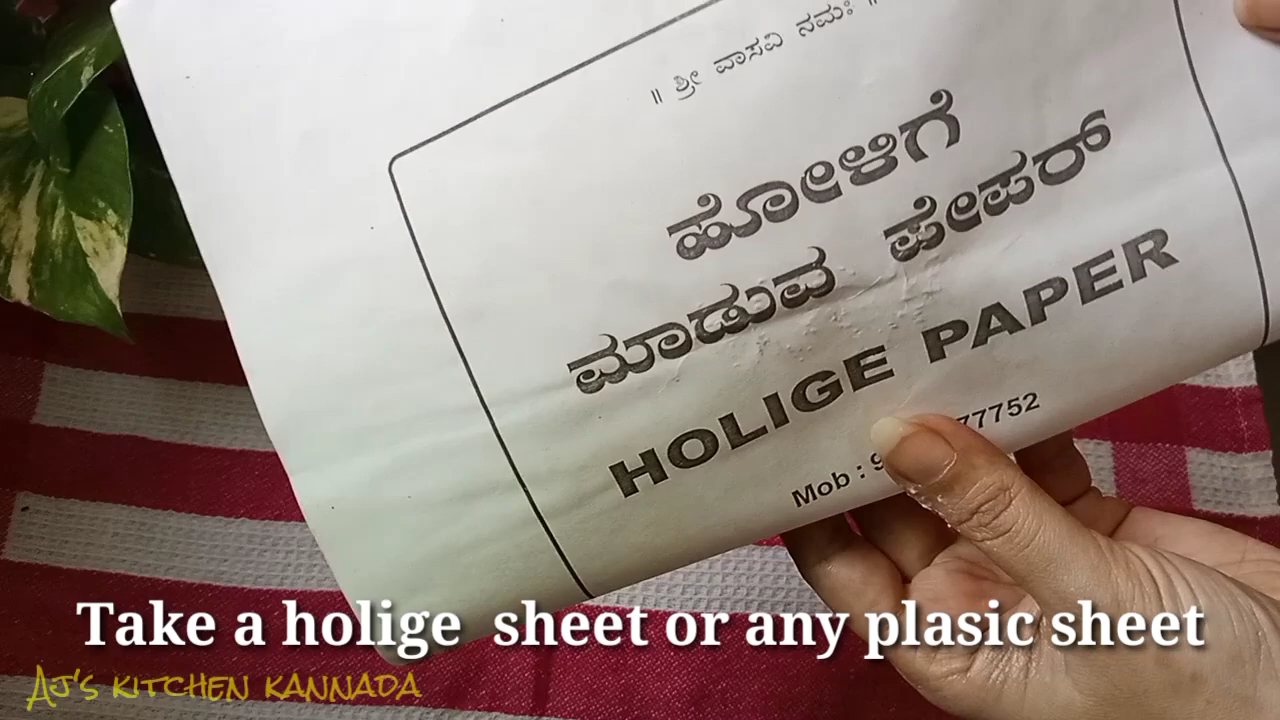 ॥ ಶ್ರೀ ವಾಸವಿ ನಮಃ ॥
ಹೋಳಿಗೆ
ಮಾಡುವ ಪೇಪರ್
HOLIGE PAPER
Mob : 9 77752
Take a holige sheet or any plasic sheet
AJ'S KITCHEN KANNADA